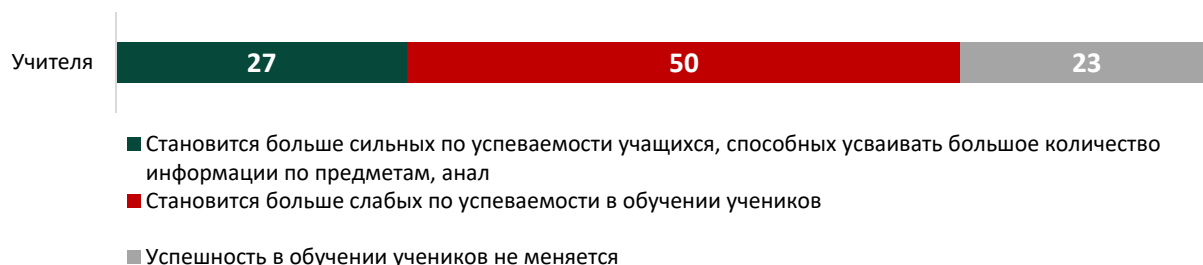 Учителя
27
50
23
Становится больше сильных по успеваемости учащихся, способных усваивать большое количество
информации по предметам, анал
Становится больше слабых по успеваемости в обучении учеников
Успешность в обучении учеников не меняется